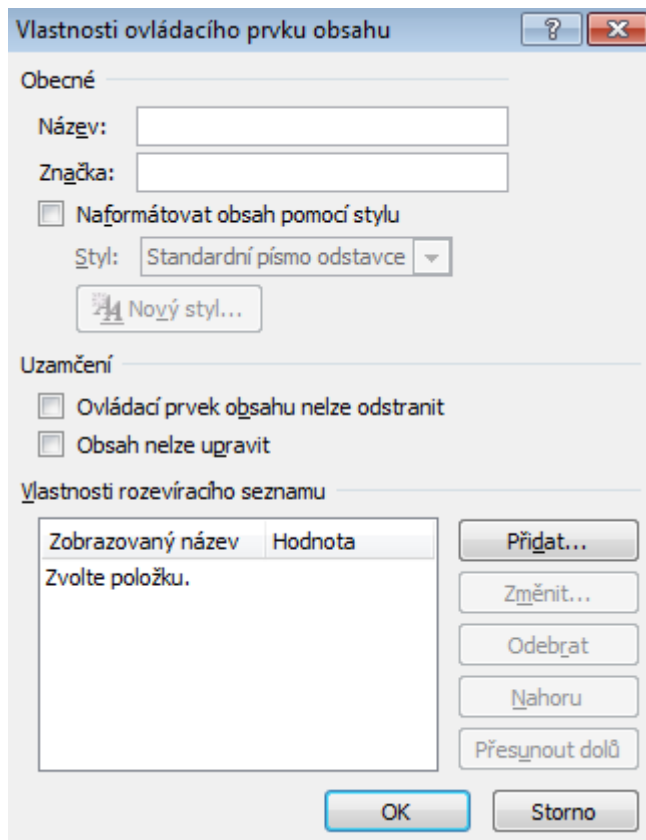 Vlastnosti ovládacího prvku obsahu
Obecné
Název:
Značka:
Naformátovat obsah pomocí stylu
Styl: Standardní písmo odstavce
Nový styl...
Uzamčení
Ovládací prvek obsahu nelze odstranit
Obsah nelze upravit
Vlastnosti rozevíracího seznamu
Zobrazovaný název Hodnota Přidat...
Zvolte položku.
Změnit...
Odebrat
Nahoru
Přesunout dolů
OK Storno